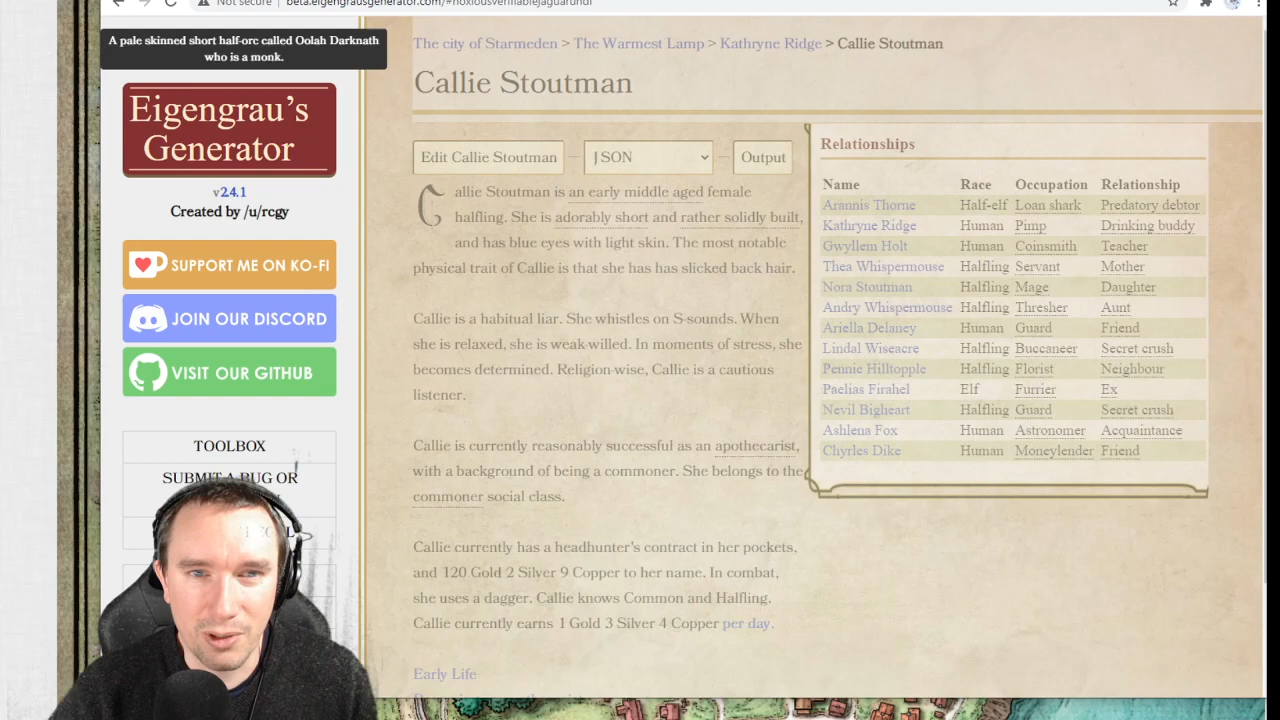 Not secure
beta.eigengrausgenerator.com/#noxiousverifiablejaguarundi
A pale skinned short half-orc called Oolah Darknath
who is a monk.
Eigengrau's
Generator
v2.4.1
Created by /u/rcgy
SUPPORT ME ON KO-FI
JOIN OUR DISCORD
VISIT OUR GITHUB
TOOLBOX
SUBMIT A BUG OR
The city of Starmeden > The Warmest Lamp > Kathryne Ridge > Callie Stoutman
Callie Stoutman
Edit Callie Stoutman
JSON
Output
Callie Stoutman is an early middle aged female
halfling. She is adorably short and rather solidly built,
and has blue eyes with light skin. The most notable
physical trait of Callie is that she has has slicked back hair.
Callie is a habitual liar. She whistles on S-sounds. When
she is relaxed, she is weak-willed. In moments of stress, she
becomes determined. Religion-wise, Callie is a cautious
listener.
Callie is currently reasonably successful as an apothecarist,
with a background of being a commoner. She belongs to the
commoner social class.
Callie currently has a headhunter's contract in her pockets,
and 120 Gold 2 Silver 9 Copper to her name. In combat,
she uses a dagger. Callie knows Common and Halfling.
Callie currently earns 1 Gold 3 Silver 4 Copper per day.
Early Life
Relationships
Name Race Occupation Relationship
Arannis Thorne Half-elf Loan shark Predatory debtor
Kathryne Ridge Human Pimp Drinking buddy
Gwyllem Holt Human Coinsmith Teacher
Thea Whispermouse Halfling Servant Mother
Nora Stoutman Halfling Mage Daughter
Andry Whispermouse Halfling Thresher Aunt
Ariella Delaney Human Guard Friend
Lindal Wiseacre Halfling Buccaneer Secret crush
Pennie Hilltopple Halfling Florist Neighbour
Paelias Firahel Elf Furrier Ex
Nevil Bigheart Halfling Guard Secret crush
Ashlena Fox Human Astronomer Acquaintance
Chyrles Dike Human Moneylender Friend